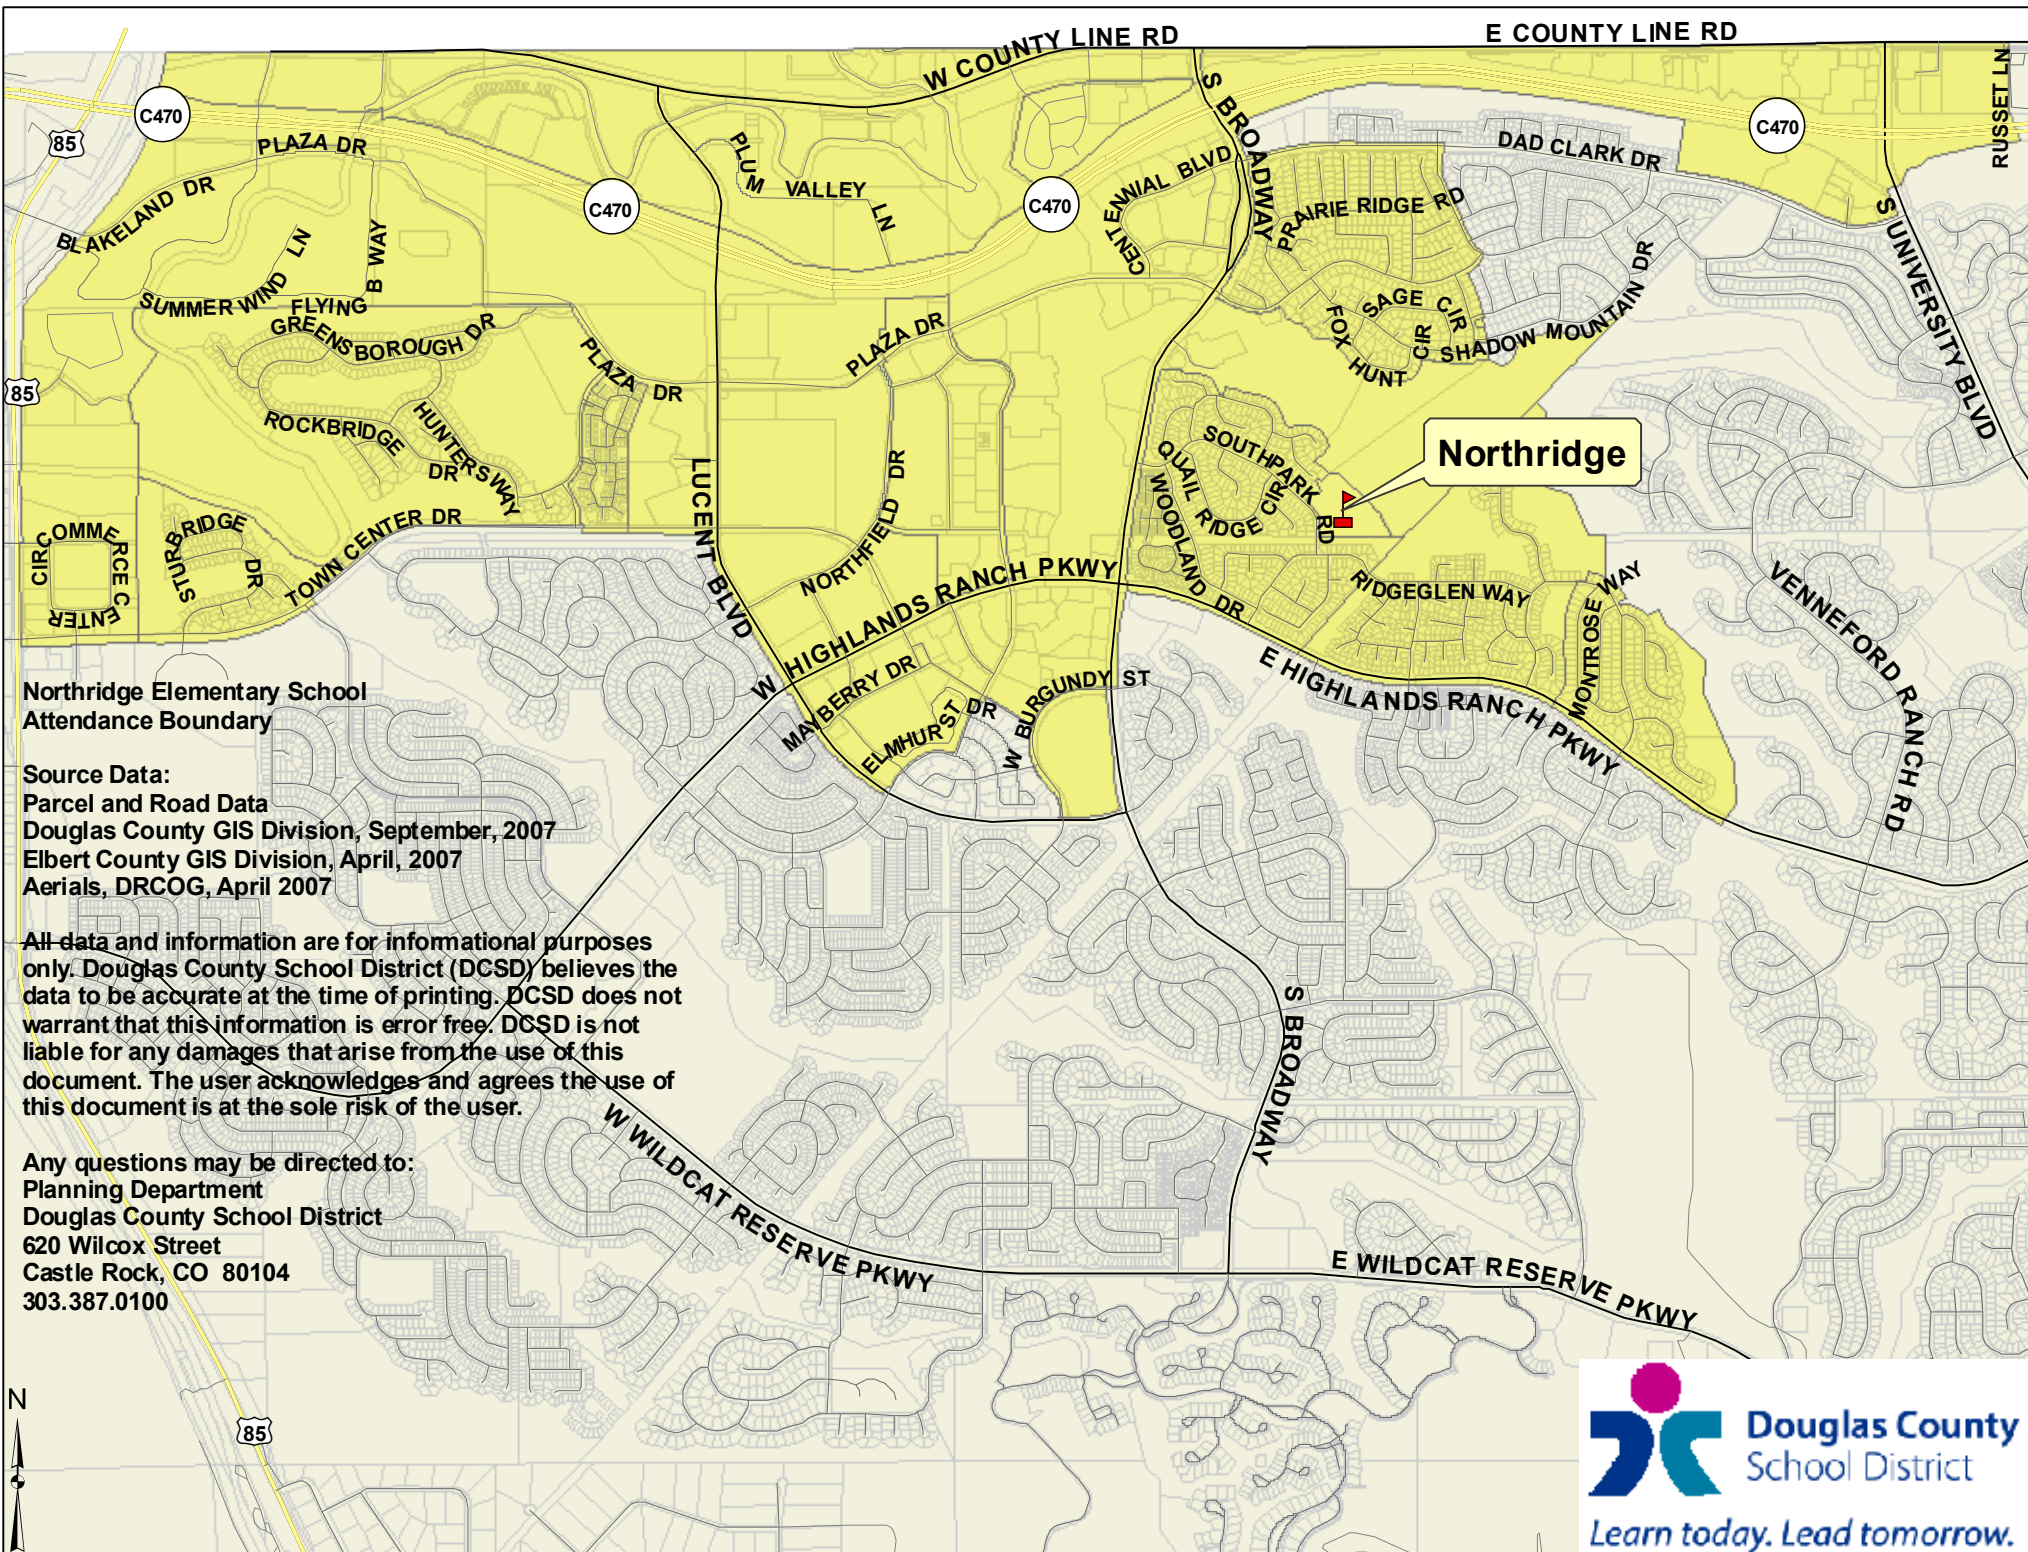 W COUNTY LINE RD
E COUNTY LINE RD
RUSSET LN
S BROADWAY
C470
C470
C470
C470
85
PLAZA DR
BLAKELAND DR
PLUM VALLEY LN
CENTENNIAL BLVD
DAD CLARK DR
PRAIRIE RIDGE RD
S UNIVERSITY BLVD
SUMMER WIND LN
FLYING B WAY
GREENSBOROUGH DR
PLAZA DR
PLAZA DR
SAGE CIR
FOX HUNT CIR
SHADOW MOUNTAIN DR
85
ROCKBRIDGE DR
HUNTERS WAY
LUCENT BLVD
NORTHFIELD DR
QUAIL RIDGE CIR
SOUTHPARK RD
WOODLAND DR
Northridge
COMMERCE CENTER CIR
STURBRIDGE DR
TOWN CENTER DR
W HIGHLANDS RANCH PKWY
RIDGEGLEN WAY
MONTROSE WAY
VENNEFORD RANCH RD
MAYBERRY DR
ELMHURST DR
W BURGUNDY ST
E HIGHLANDS RANCH PKWY
Northridge Elementary School
Attendance Boundary
Source Data:
Parcel and Road Data
Douglas County GIS Division, September, 2007
Elbert County GIS Division, April, 2007
Aerials, DRCOG, April 2007
All data and information are for informational purposes
only. Douglas County School District (DCSD) believes the
data to be accurate at the time of printing. DCSD does not
warrant that this information is error free. DCSD is not
liable for any damages that arise from the use of this
document. The user acknowledges and agrees the use of
this document is at the sole risk of the user.
Any questions may be directed to:
Planning Department
Douglas County School District
620 Wilcox Street
Castle Rock, CO  80104
303.387.0100
S BROADWAY
W WILDCAT RESERVE PKWY
E WILDCAT RESERVE PKWY
N
85
Douglas County
School District
Learn today. Lead tomorrow.